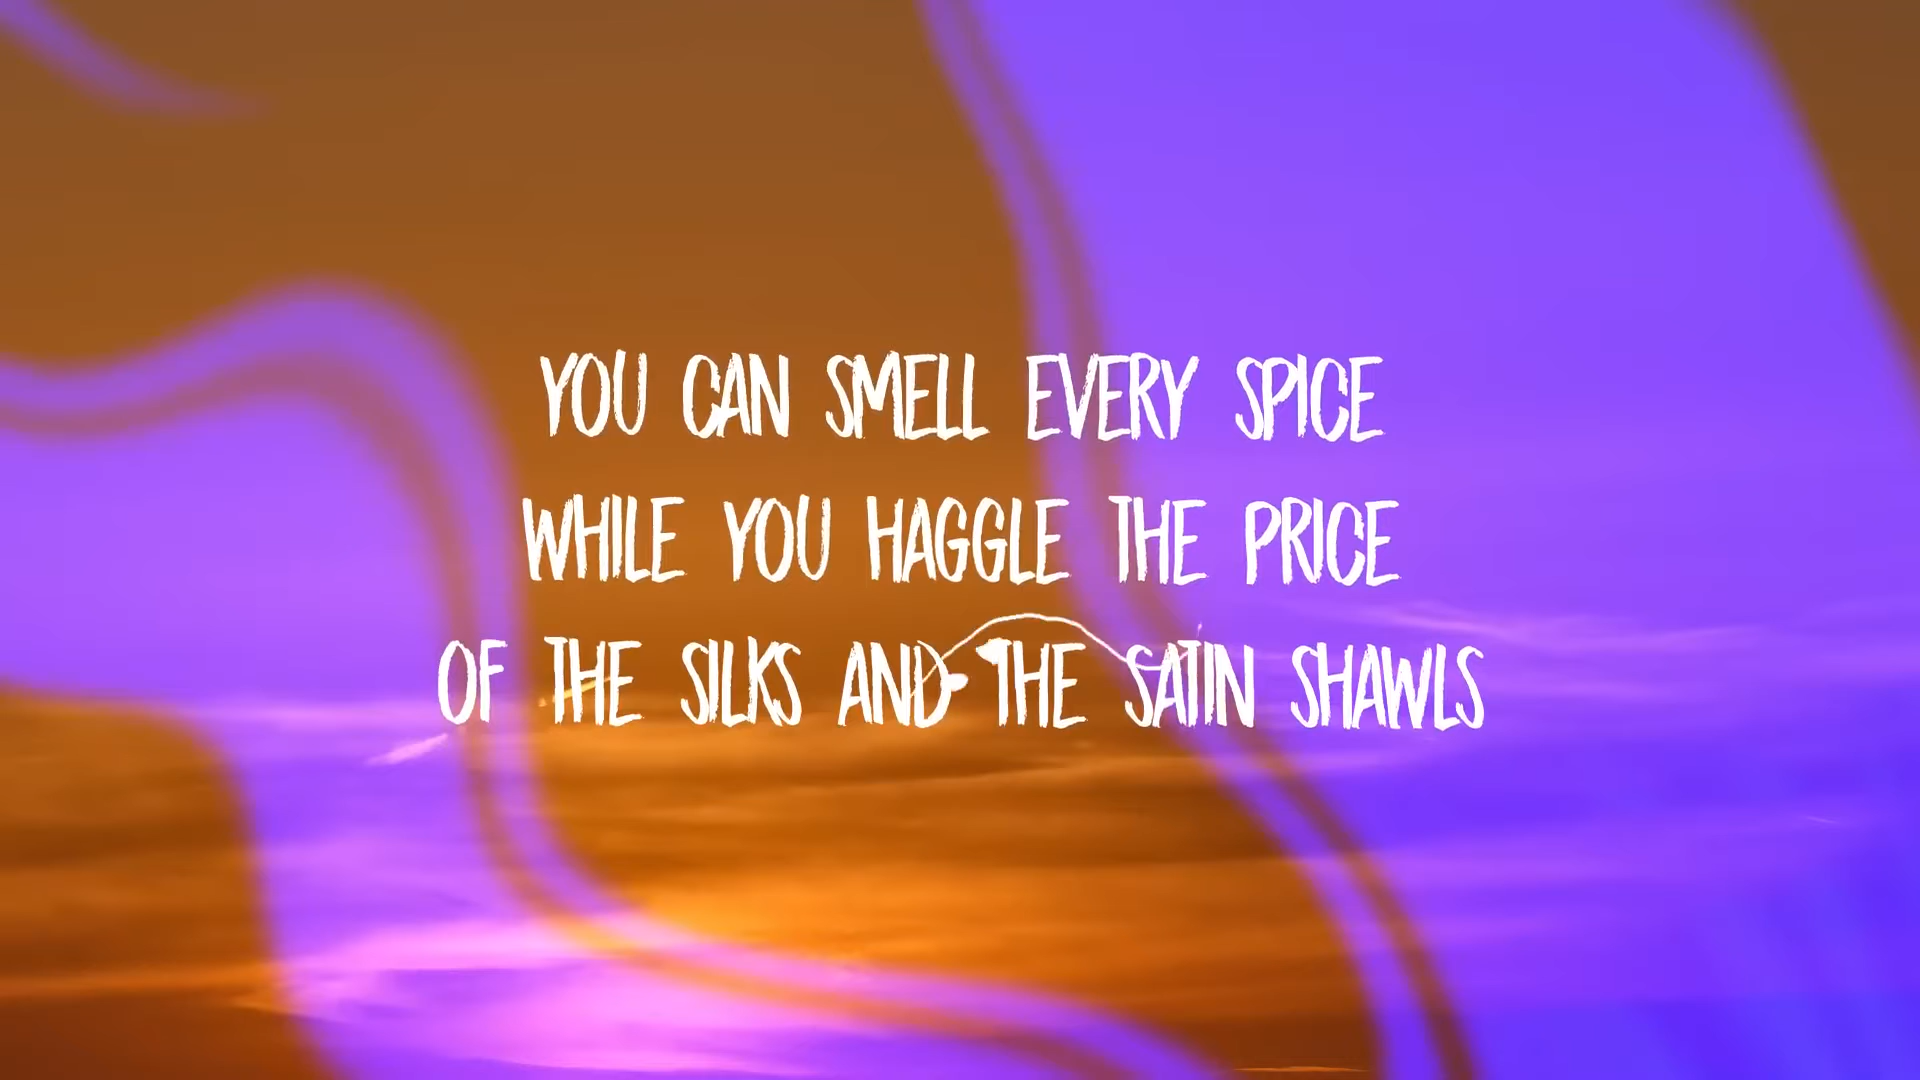 YOU CAN SMELL EVERY SPICE
WHILE YOU HAGGLE THE PRICE
OF THE SILKS AND THE SATIN SHAWLS